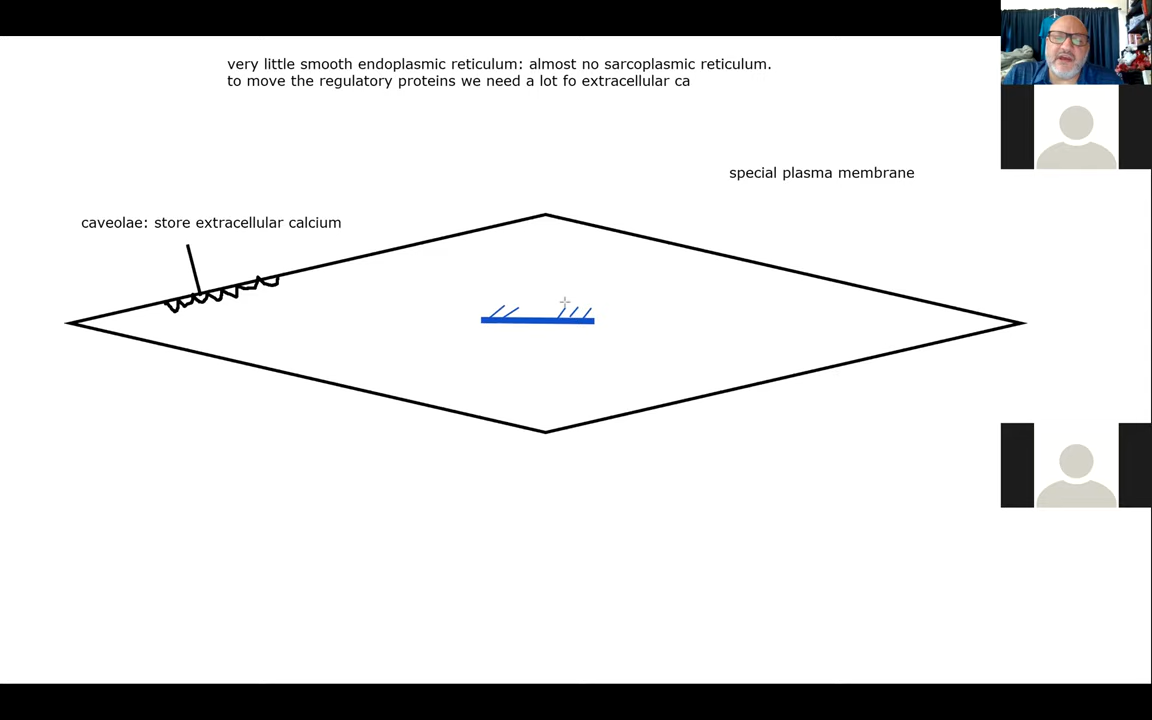 very little smooth endoplasmic reticulum: almost no sarcoplasmic reticulum.
to move the regulatory proteins we need a lot fo extracellular ca
special plasma membrane
caveolae: store extracellular calcium